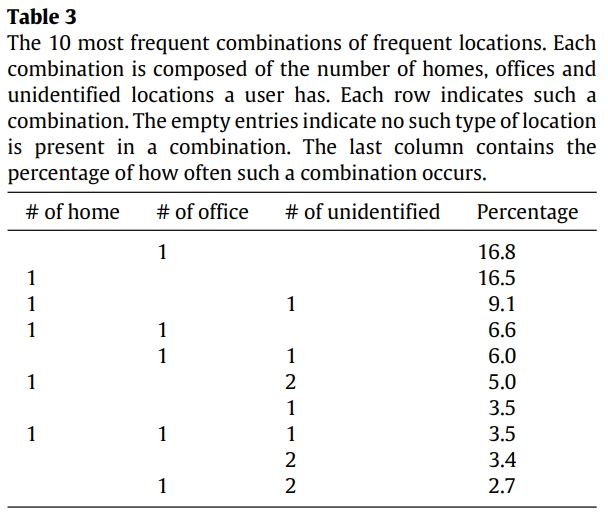 Table 3
The 10 most frequent combinations of frequent locations. Each
combination is composed of the number of homes, offices and
unidentified locations a user has. Each row indicates such a
combination. The empty entries indicate no such type of location
is present in a combination. The last column contains the
percentage of how often such a combination occurs.
# of home # of office # of unidentified Percentage
1 16.8
1 16.5
1 1 9.1
1 1 6.6
1 1 6.0
1 2 5.0
1 3.5
1 1 1 3.5
2 3.4
1 2 2.7